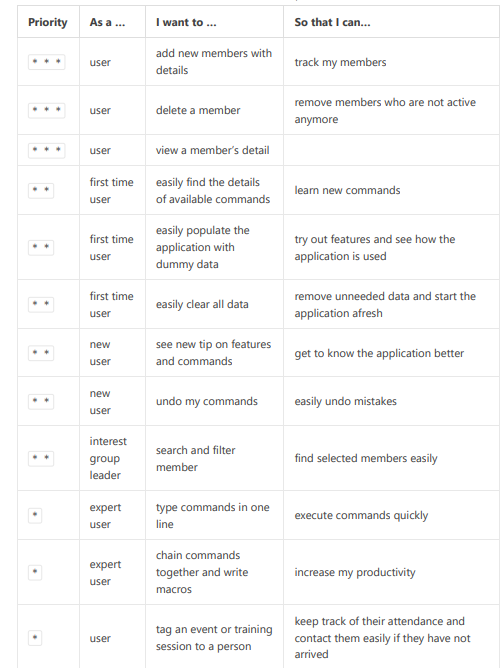 Priority As a ... I want to ... So that I can...
* * * user add new members with details track my members
* * * user delete a member remove members who are not active anymore
* * * user view a member's detail
* * first time user easily find the details of available commands learn new commands
* * first time user easily populate the application with dummy data try out features and see how the application is used
* * first time user easily clear all data remove unneeded data and start the application afresh
* * new user see new tip on features and commands get to know the application better
* * new user undo my commands easily undo mistakes
* * interest group leader search and filter member find selected members easily
* expert user type commands in one line execute commands quickly
* expert user chain commands together and write macros increase my productivity
* user tag an event or training session to a person keep track of their attendance and contact them easily if they have not arrived